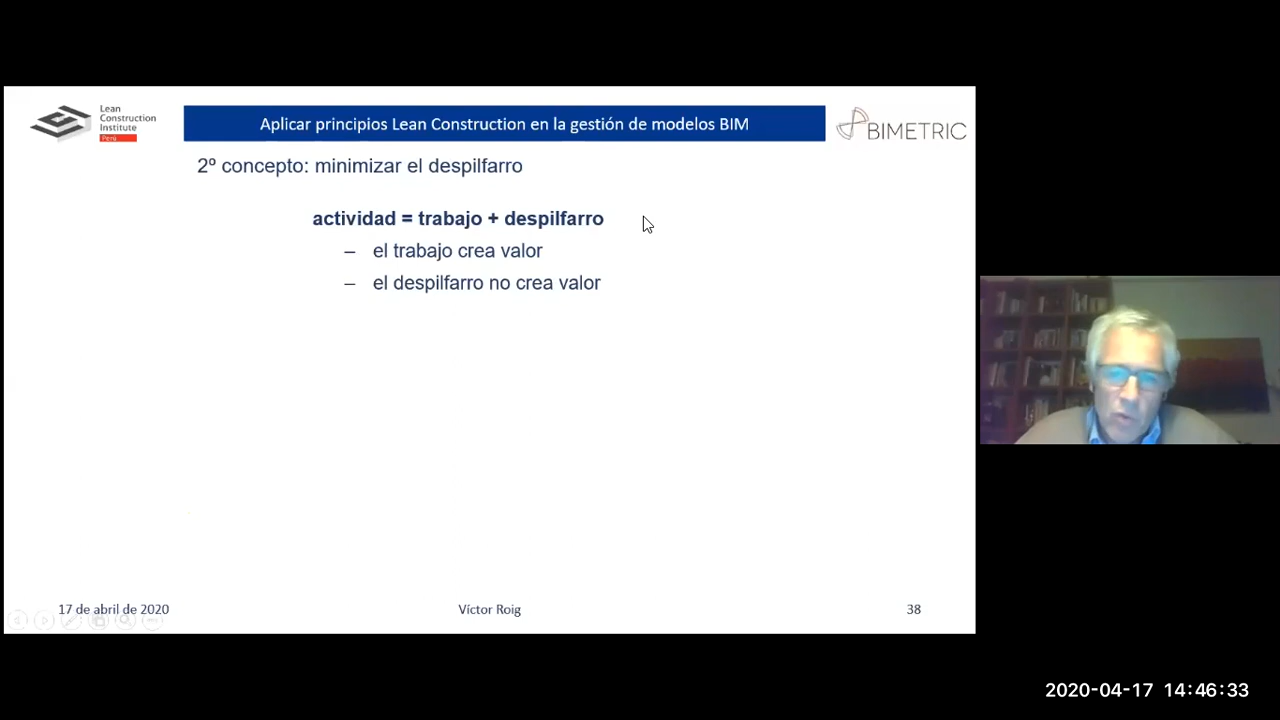 Lean
Construction
Institute
Perú
Aplicar principios Lean Construction en la gestión de modelos BIM
BIMETRIC
2º concepto: minimizar el despilfarro
actividad = trabajo + despilfarro
– el trabajo crea valor
– el despilfarro no crea valor
17 de abril de 2020
Víctor Roig
38
2020-04-17 14:46:33